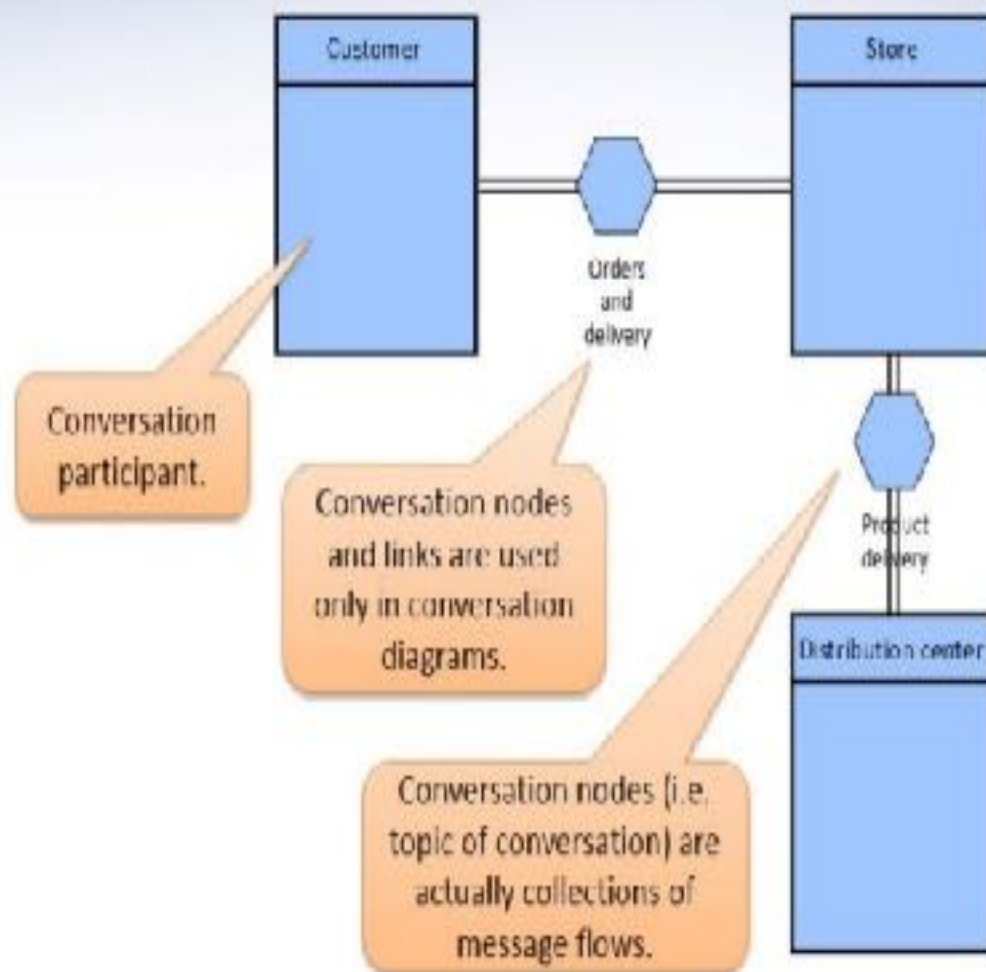 Customer
Store
Orders
and
delivery
Conversation
participant.
Conversation nodes
and links are used
only in conversation
diagrams.
Product
delivery
Distribution center
Conversation nodes (i.e.
topic of conversation) are
actually collections of
message flows.